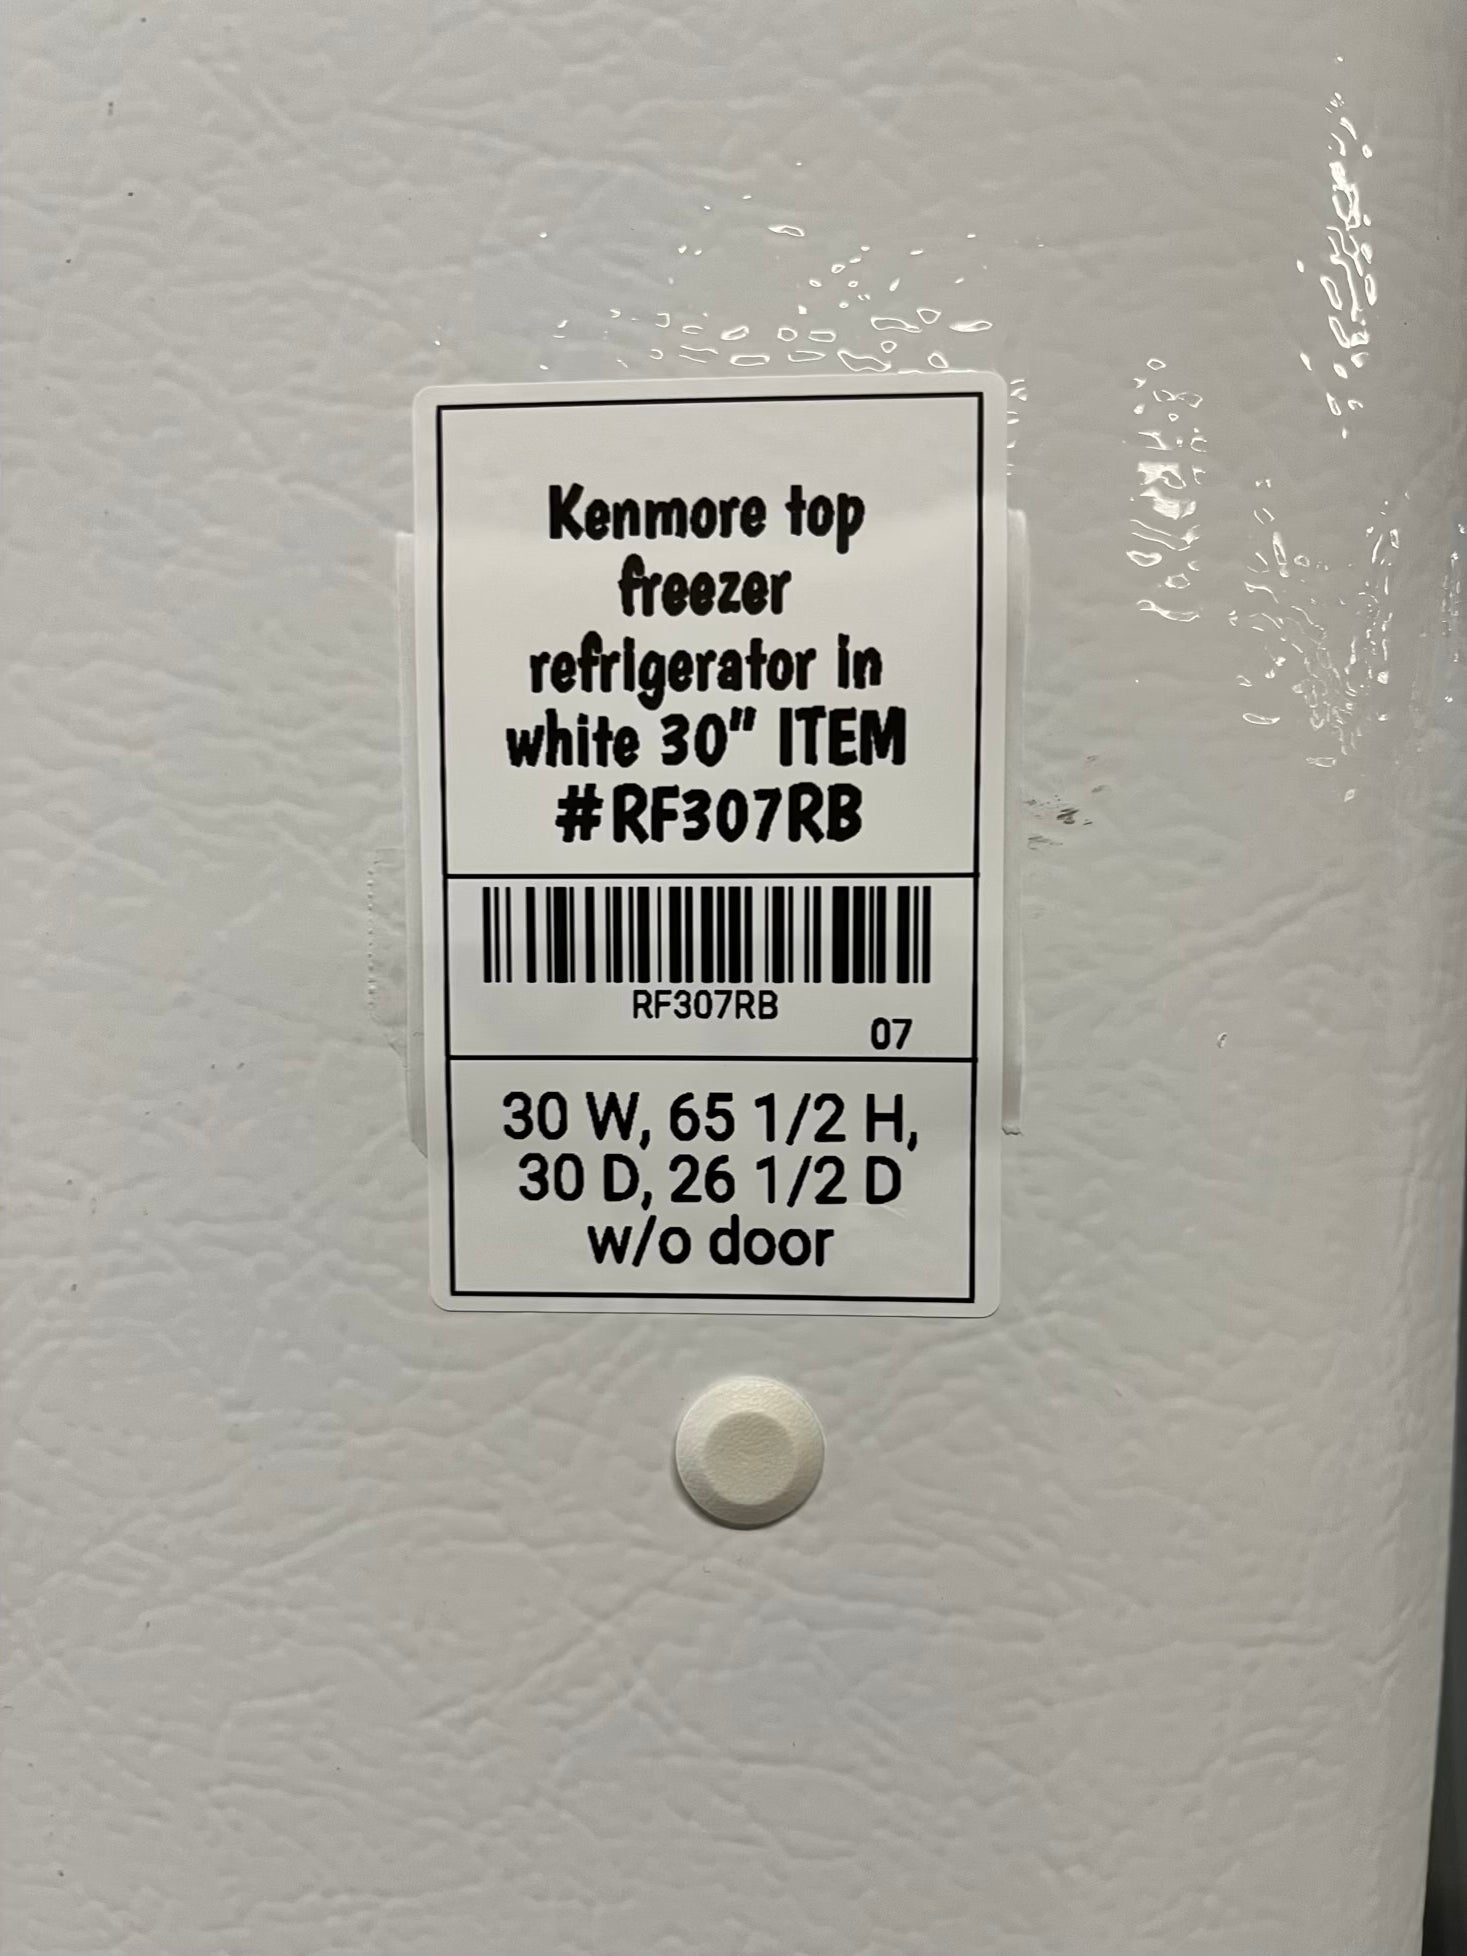 Kenmore top
freezer
refrigerator in
white 30" ITEM
#RF307RB
RF307RB
07
30 W, 65 1/2 H,
30 D, 26 1/2 D
w/o door